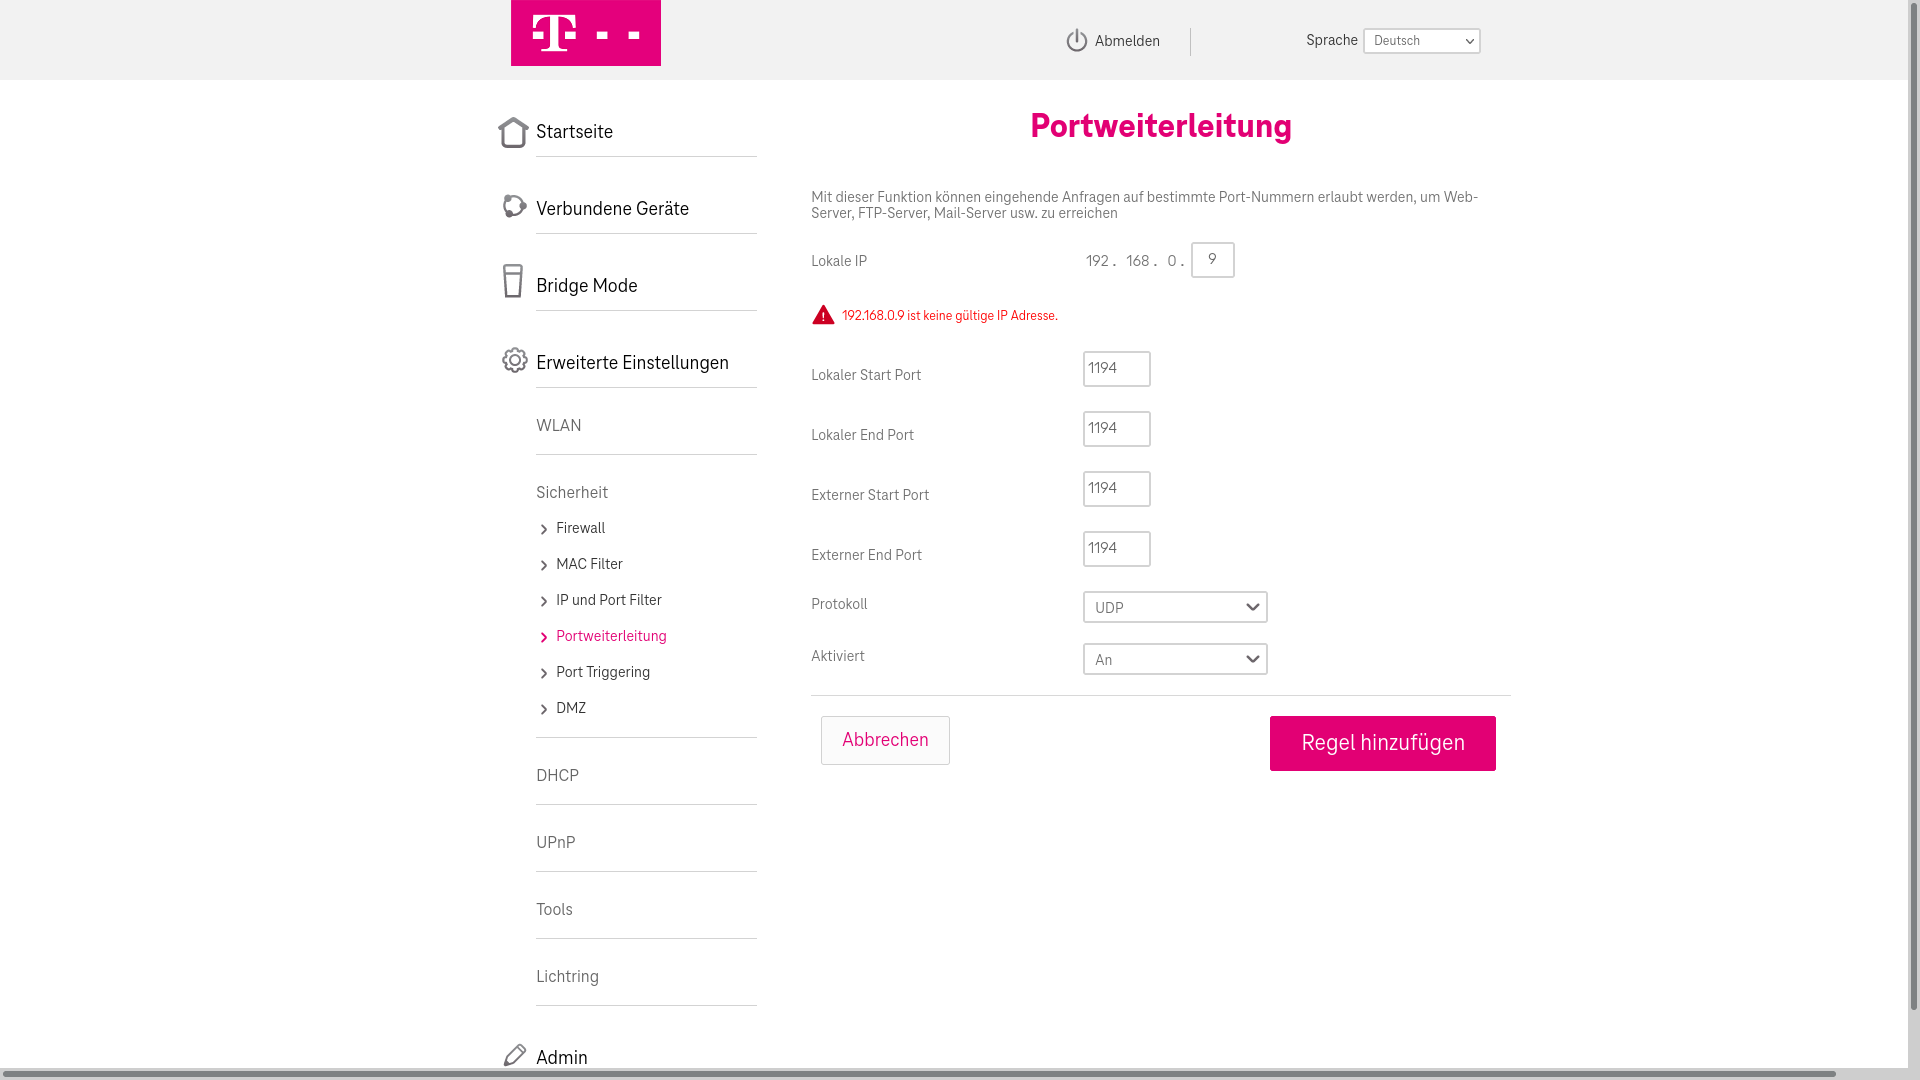 T
Abmelden
Sprache
Deutsch
Startseite
Verbundene Geräte
Bridge Mode
Erweiterte Einstellungen
WLAN
Sicherheit
Firewall
MAC Filter
IP und Port Filter
Portweiterleitung
Port Triggering
DMZ
DHCP
UPnP
Tools
Lichtring
Admin
Portweiterleitung
Mit dieser Funktion können eingehende Anfragen auf bestimmte Port-Nummern erlaubt werden, um Web-
Server, FTP-Server, Mail-Server usw. zu erreichen
Lokale IP 192 . 168 . 0 . 9
192.168.0.9 ist keine gültige IP Adresse.
Lokaler Start Port 1194
Lokaler End Port 1194
Externer Start Port 1194
Externer End Port 1194
Protokoll UDP
Aktiviert An
Abbrechen
Regel hinzufügen